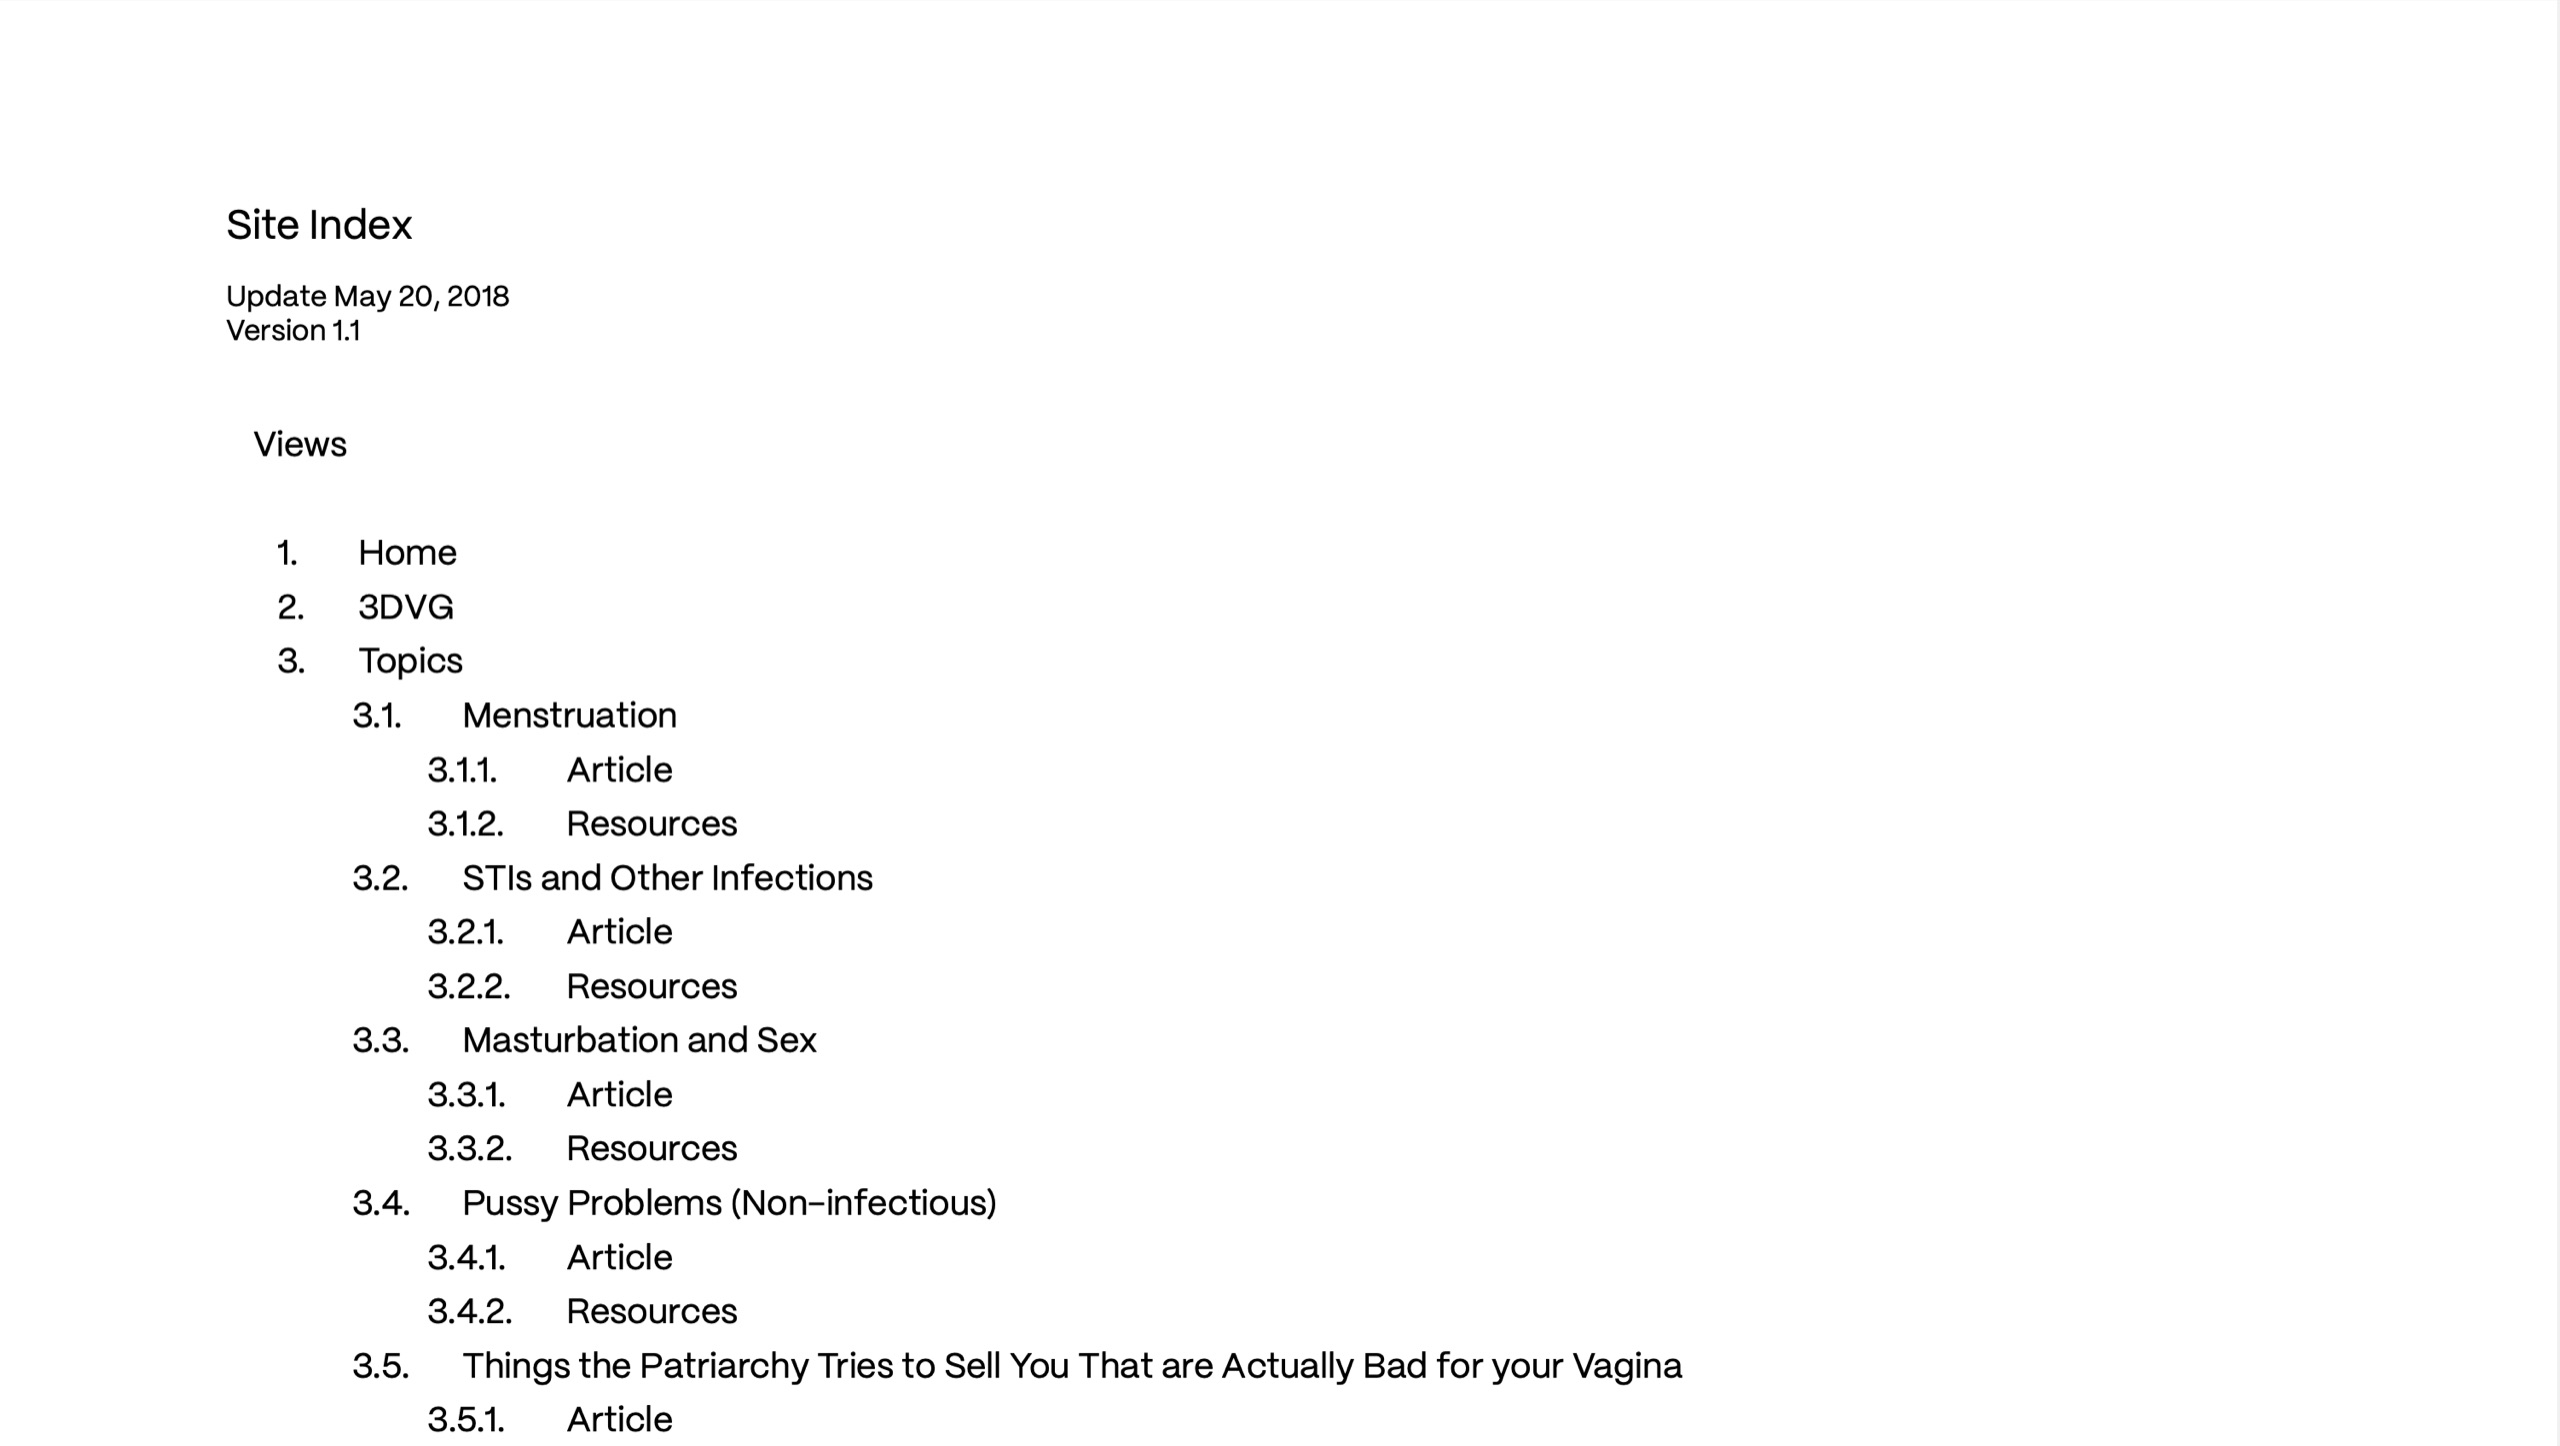 Site Index
Update May 20, 2018
Version 1.1
Views
1. Home
2. 3DVG
3. Topics
3.1. Menstruation
3.1.1. Article
3.1.2. Resources
3.2. STIs and Other Infections
3.2.1. Article
3.2.2. Resources
3.3. Masturbation and Sex
3.3.1. Article
3.3.2. Resources
3.4. Pussy Problems (Non–infectious)
3.4.1. Article
3.4.2. Resources
3.5. Things the Patriarchy Tries to Sell You That are Actually Bad for your Vagina
3.5.1. Article